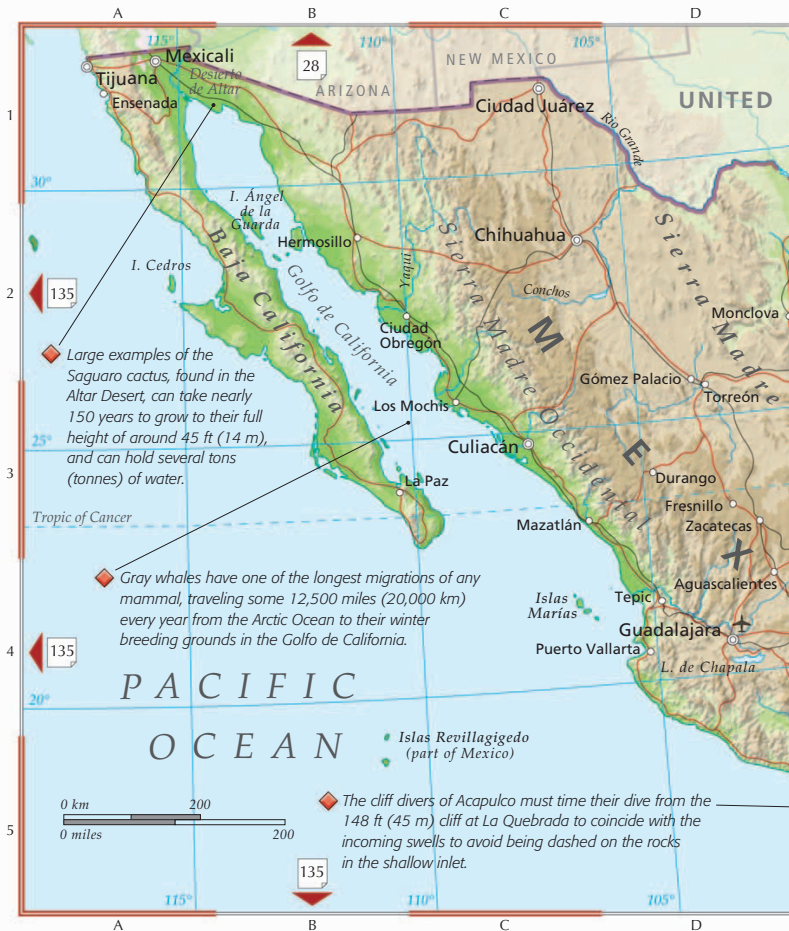 A B C D
115° 110° 105°
28
NEW MEXICO
ARIZONA
UNITED
Mexicali
Tijuana
Desierto
de Altar
Ensenada
1
Ciudad Juárez
Rio Grande
30°
I. Ángel
de la
Guarda
Hermosillo
Chihuahua
Sierra Madre
I. Cedros
Baja California
Golfo de California
Yaqui
Sierra Madre Occidental
Conchos
2
135
Ciudad
Obregón
Monclova
M E X
Large examples of the
Saguaro cactus, found in the
Altar Desert, can take nearly
150 years to grow to their full
height of around 45 ft (14 m),
and can hold several tons
(tonnes) of water.
Gómez Palacio
Torreón
Los Mochis
25°
Culiacán
3
La Paz
Durango
Fresnillo
Zacatecas
Tropic of Cancer
Mazatlán
Gray whales have one of the longest migrations of any
mammal, traveling some 12,500 miles (20,000 km)
every year from the Arctic Ocean to their winter
breeding grounds in the Golfo de California.
Aguascalientes
Islas
Marías
Tepic
Guadalajara
4
135
Puerto Vallarta
L. de Chapala
PACIFIC
OCEAN
20°
Islas Revillagigedo
(part of Mexico)
0 km 200
0 miles 200
5
The cliff divers of Acapulco must time their dive from the
148 ft (45 m) cliff at La Quebrada to coincide with the
incoming swells to avoid being dashed on the rocks
in the shallow inlet.
135
115° 105°
A B C D